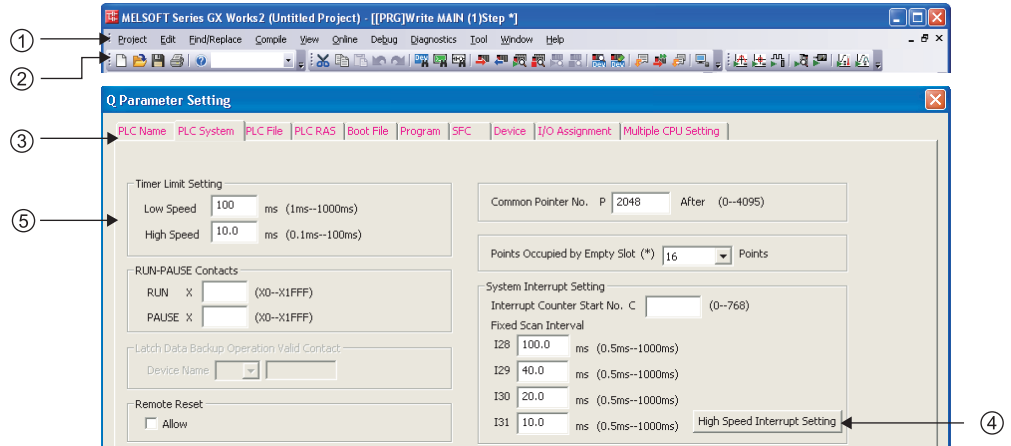 MELSOFT Series GX Works2 (Untitled Project) - [[PRG]Write MAIN (1)Step *]
① Project Edit Find/Replace Compile View Online Debug Diagnostics Tool Window Help
②
Q Parameter Setting
③ PLC Name PLC System PLC File PLC RAS Boot File Program SFC Device I/O Assignment Multiple CPU Setting
Timer Limit Setting
⑤ Low Speed 100 ms (1ms--1000ms)
High Speed 10.0 ms (0.1ms--100ms)
RUN-PAUSE Contacts
RUN X (X0--X1FFF)
PAUSE X (X0--X1FFF)
Latch Data Backup Operation Valid Contact
Device Name
Remote Reset
Allow
Common Pointer No. P 2048 After (0--4095)
Points Occupied by Empty Slot (*) 16 Points
System Interrupt Setting
Interrupt Counter Start No. C (0--768)
Fixed Scan Interval
I28 100.0 ms (0.5ms--1000ms)
I29 40.0 ms (0.5ms--1000ms)
I30 20.0 ms (0.5ms--1000ms)
I31 10.0 ms (0.5ms--1000ms) High Speed Interrupt Setting ④